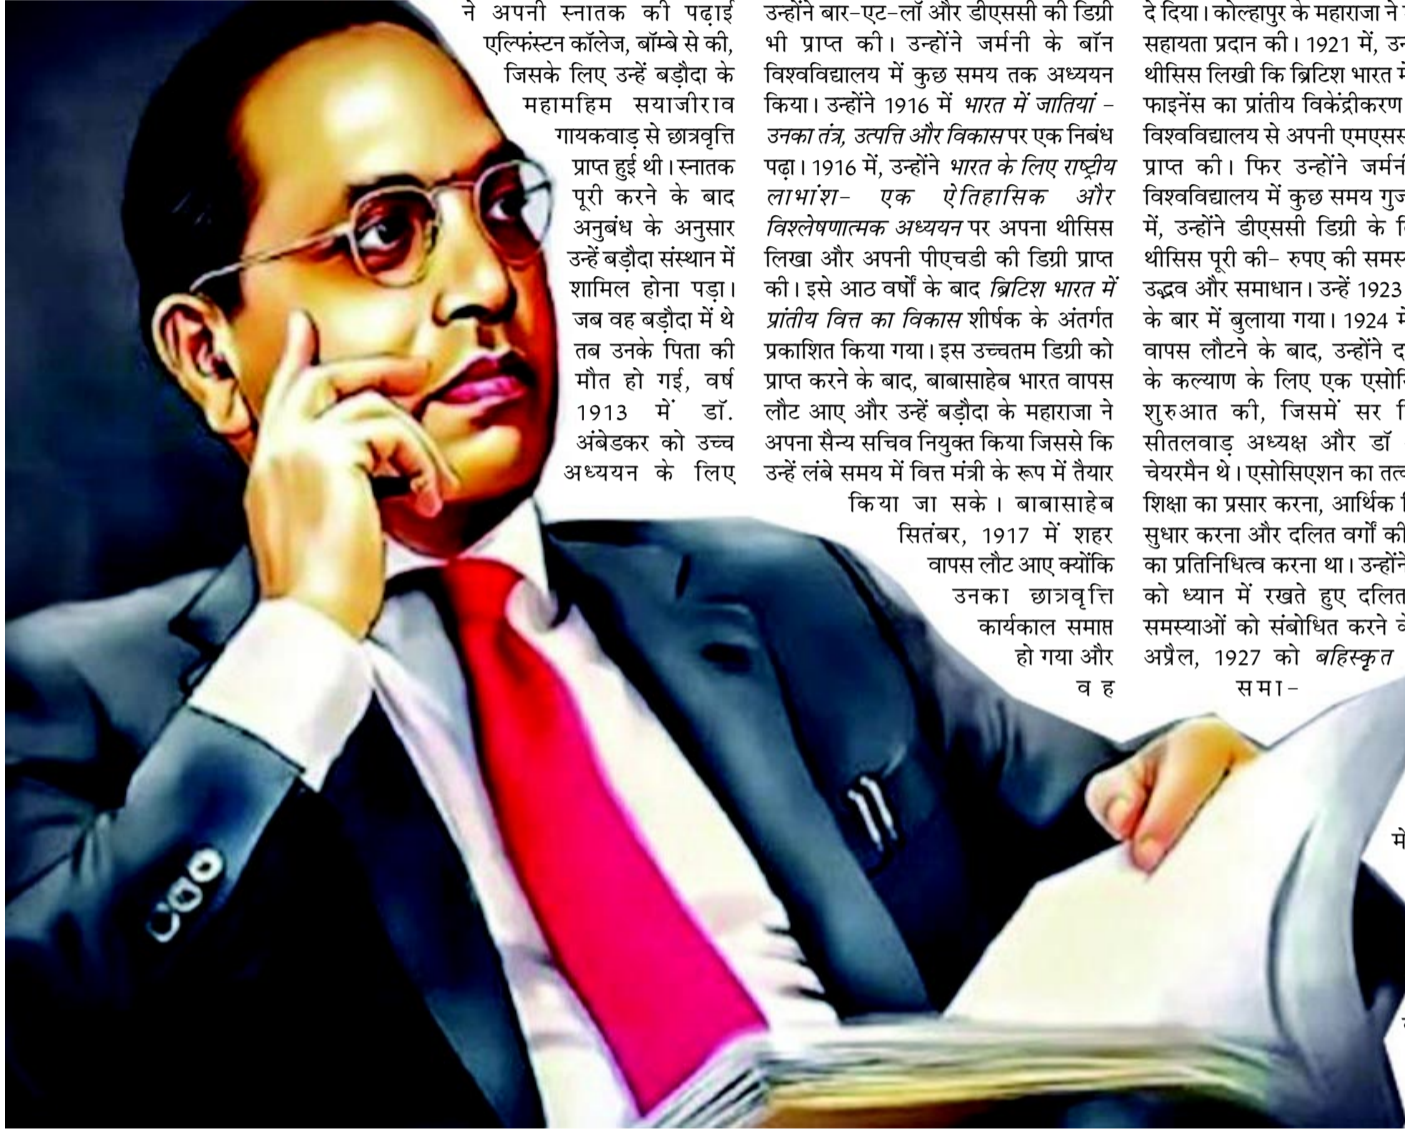 ने अपनी स्नातक की पढ़ाई
एल्फिंस्टन कॉलेज, बॉम्बे से की,
जिसके लिए उन्हें बड़ौदा के
महामहिम सयाजीराव
गायकवाड़ से छात्रवृत्ति
प्राप्त हुई थी। स्नातक
पूरी करने के बाद
अनुबंध के अनुसार
उन्हें बड़ौदा संस्थान में
शामिल होना पड़ा।
जब वह बड़ौदा में थे
तब उनके पिता की
मौत हो गई, वर्ष
1913 में डॉ.
अंबेडकर को उच्च
अध्ययन के लिए
उन्होंने बार-एट-लॉ और डीएससी की डिग्री
भी प्राप्त की। उन्होंने जर्मनी के बॉन
विश्वविद्यालय में कुछ समय तक अध्ययन
किया। उन्होंने 1916 में भारत में जातियां -
उनका तंत्र, उत्पत्ति और विकास पर एक निबंध
पढ़ा। 1916 में, उन्होंने भारत के लिए राष्ट्रीय
लाभांश- एक ऐतिहासिक और
विश्लेषणात्मक अध्ययन पर अपना थीसिस
लिखा और अपनी पीएचडी की डिग्री प्राप्त
की। इसे आठ वर्षों के बाद ब्रिटिश भारत में
प्रांतीय वित्त का विकास शीर्षक के अंतर्गत
प्रकाशित किया गया। इस उच्चतम डिग्री को
प्राप्त करने के बाद, बाबासाहेब भारत वापस
लौट आए और उन्हें बड़ौदा के महाराजा ने
अपना सैन्य सचिव नियुक्त किया जिससे कि
उन्हें लंबे समय में वित्त मंत्री के रूप में तैयार
किया जा सके। बाबासाहेब
सितंबर, 1917 में शहर
वापस लौट आए क्योंकि
उनका छात्रवृत्ति
कार्यकाल समाप्त
हो गया और
व ह
दे दिया। कोल्हापुर के महाराजा ने
सहायता प्रदान की। 1921 में,
थीसिस लिखी कि ब्रिटिश भारत
फाइनेंस का प्रांतीय विकेंद्रीकरण
विश्वविद्यालय से अपनी
प्राप्त की। फिर उन्होंने
विश्वविद्यालय में कुछ समय
में, उन्होंने डीएससी डिग्री के
थीसिस पूरी की- रुपए की
उद्भव और समाधान। उन्हें 1923
के बार में बुलाया गया। 1924
वापस लौटने के बाद, उन्होंने
के कल्याण के लिए एक
शुरुआत की, जिसमें सर
सीतलवाड़ अध्यक्ष और डॉ
चेयरमैन थे। एसोसिएशन का
शिक्षा का प्रसार करना, आर्थिक
सुधार करना और दलित वर्गों की
का प्रतिनिधित्व करना था।
को ध्यान में रखते हुए दलित
समस्याओं को संबोधित करने
अप्रैल, 1927 को बहिस्कृत
समा-